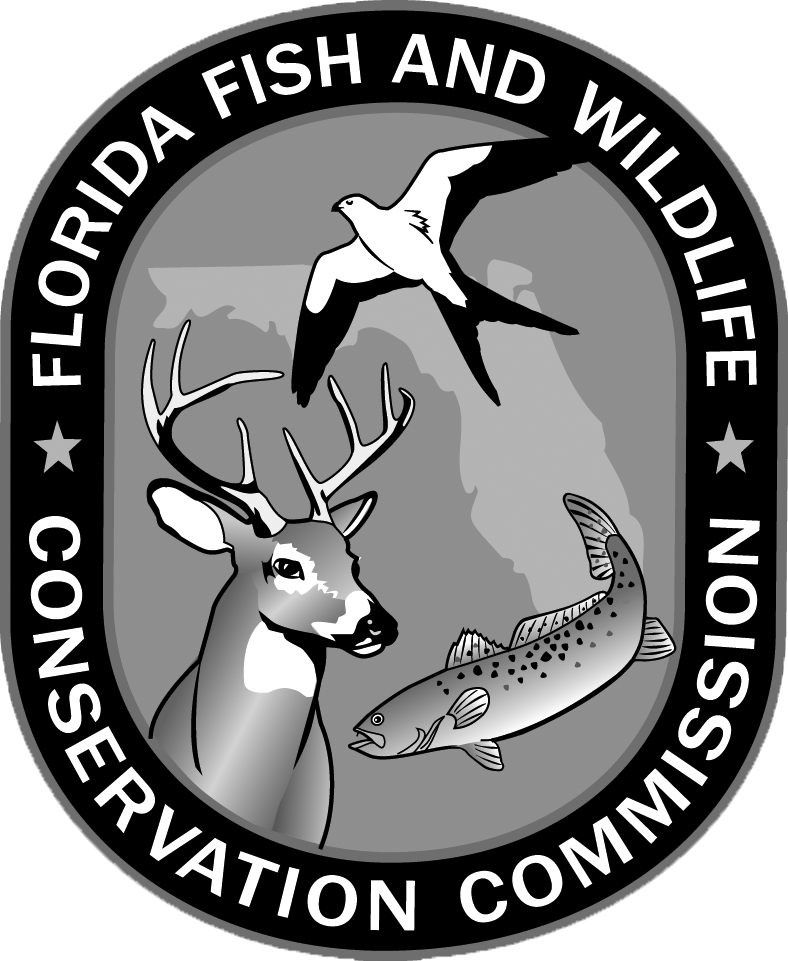 FLORIDA FISH AND WILDLIFE
CONSERVATION COMMISSION